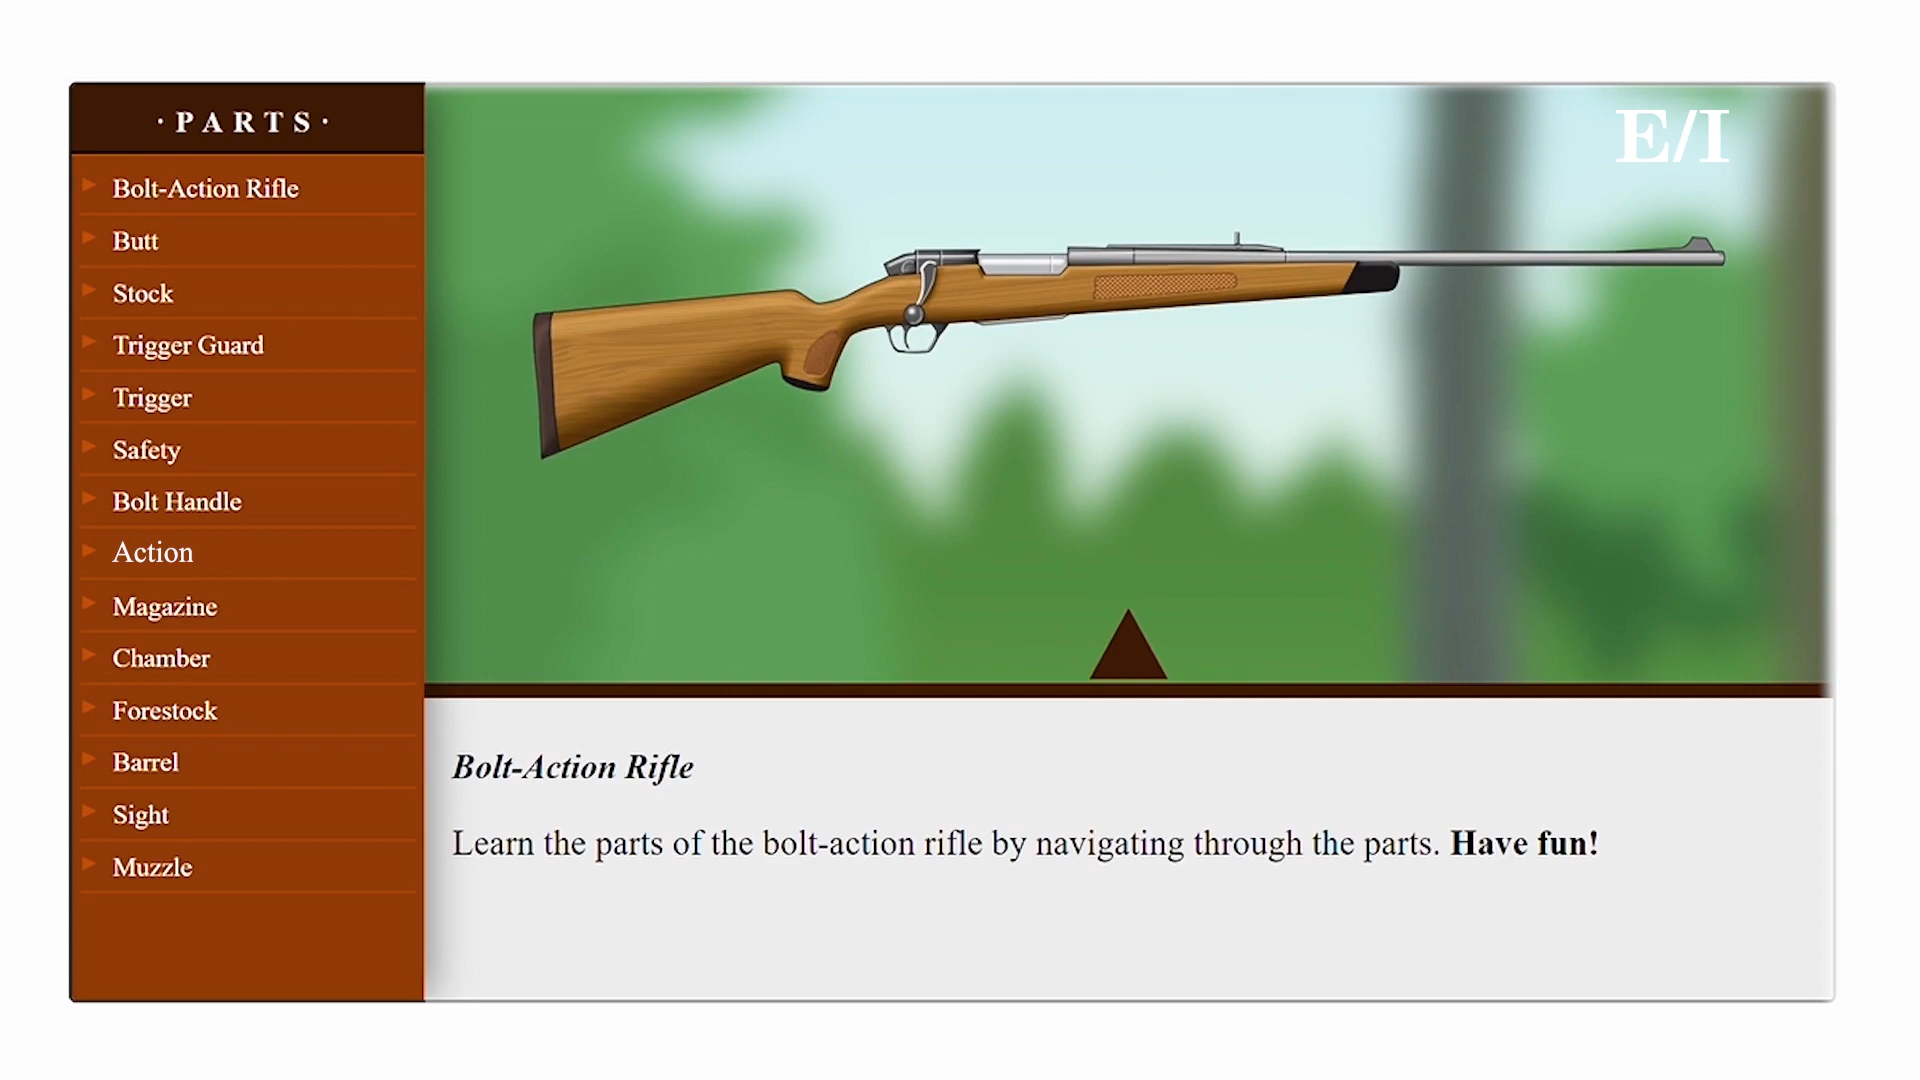 · P A R T S ·
Bolt-Action Rifle
Butt
Stock
Trigger Guard
Trigger
Safety
Bolt Handle
Action
Magazine
Chamber
Forestock
Barrel
Sight
Muzzle
E/I
Bolt-Action Rifle
Learn the parts of the bolt-action rifle by navigating through the parts. Have fun!